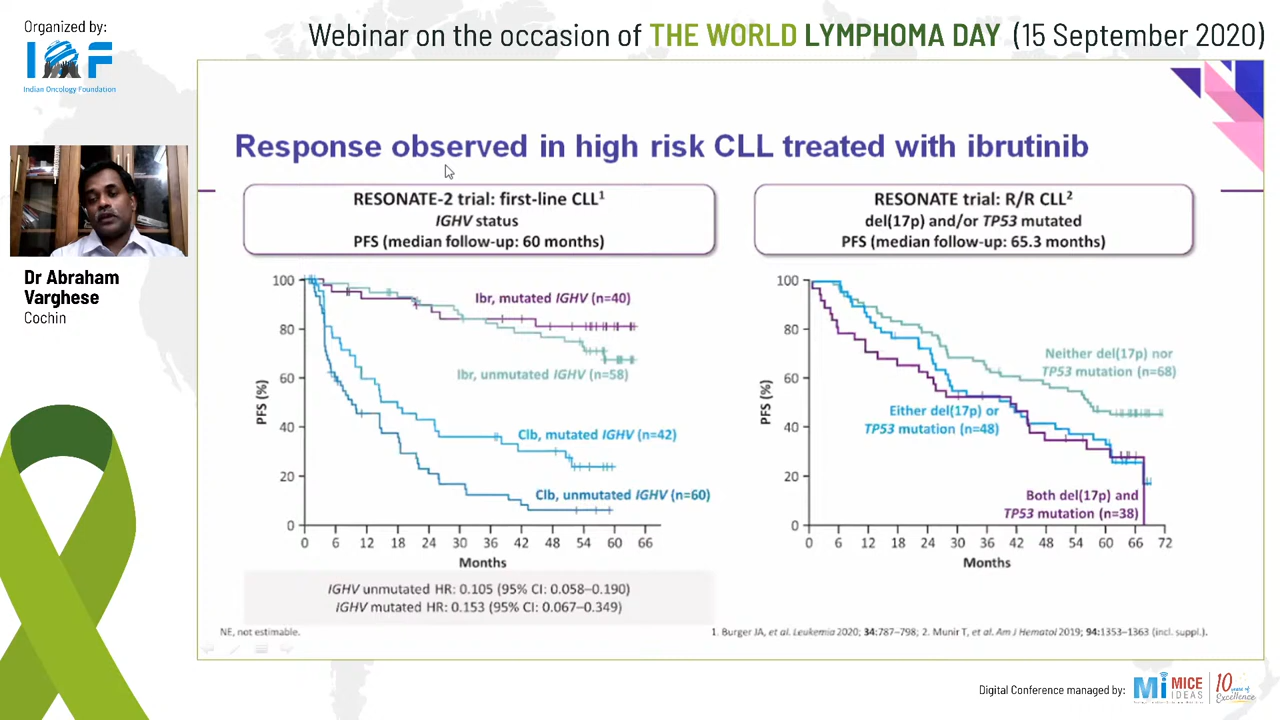 Organized by:
IOF
Indian Oncology Foundation
Webinar on the occasion of THE WORLD LYMPHOMA DAY (15 September 2020)
Dr Abraham
Varghese
Cochin
Response observed in high risk CLL treated with ibrutinib
RESONATE-2 trial: first-line CLL1
IGHV status
PFS (median follow-up: 60 months)
PFS (%)
100
80
60
40
20
0
Ibr, mutated IGHV (n=40)
Ibr, unmutated IGHV (n=58)
Clb, mutated IGHV (n=42)
Clb, unmutated IGHV (n=60)
0 6 12 18 24 30 36 42 48 54 60 66
Months
IGHV unmutated HR: 0.105 (95% CI: 0.058–0.190)
IGHV mutated HR: 0.153 (95% CI: 0.067–0.349)
RESONATE trial: R/R CLL2
del(17p) and/or TP53 mutated
PFS (median follow-up: 65.3 months)
PFS (%)
100
80
60
40
20
0
Neither del(17p) nor
TP53 mutation (n=68)
Either del(17p) or
TP53 mutation (n=48)
Both del(17p) and
TP53 mutation (n=38)
0 6 12 18 24 30 36 42 48 54 60 66 72
Months
NE, not estimable.
1. Burger JA, et al. Leukemia 2020; 34:787–798; 2. Munir T, et al. Am J Hematol 2019; 94:1353–1363 (incl. suppl.).
Digital Conference managed by:
Mi MICE
IDEAS
10 years of
Excellence